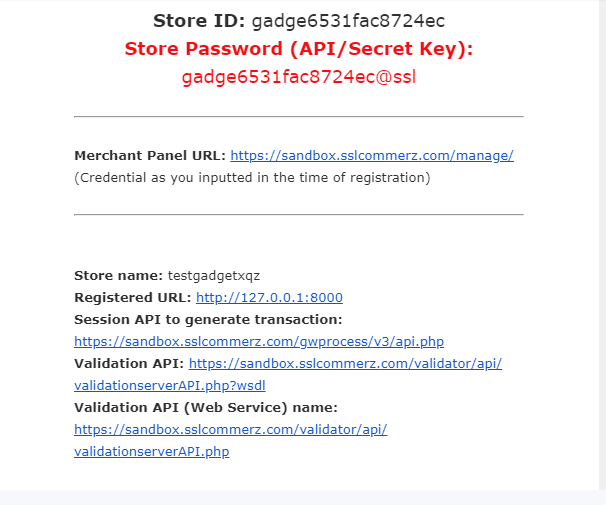 Store ID: gadge6531fac8724ec
Store Password (API/Secret Key):
gadge6531fac8724ec@ssl
Merchant Panel URL: https://sandbox.sslcommerz.com/manage/
(Credential as you inputted in the time of registration)
Store name: testgadgetxqz
Registered URL: http://127.0.0.1:8000
Session API to generate transaction:
https://sandbox.sslcommerz.com/gwprocess/v3/api.php
Validation API: https://sandbox.sslcommerz.com/validator/api/
validationserverAPI.php?wsdl
Validation API (Web Service) name:
https://sandbox.sslcommerz.com/validator/api/
validationserverAPI.php